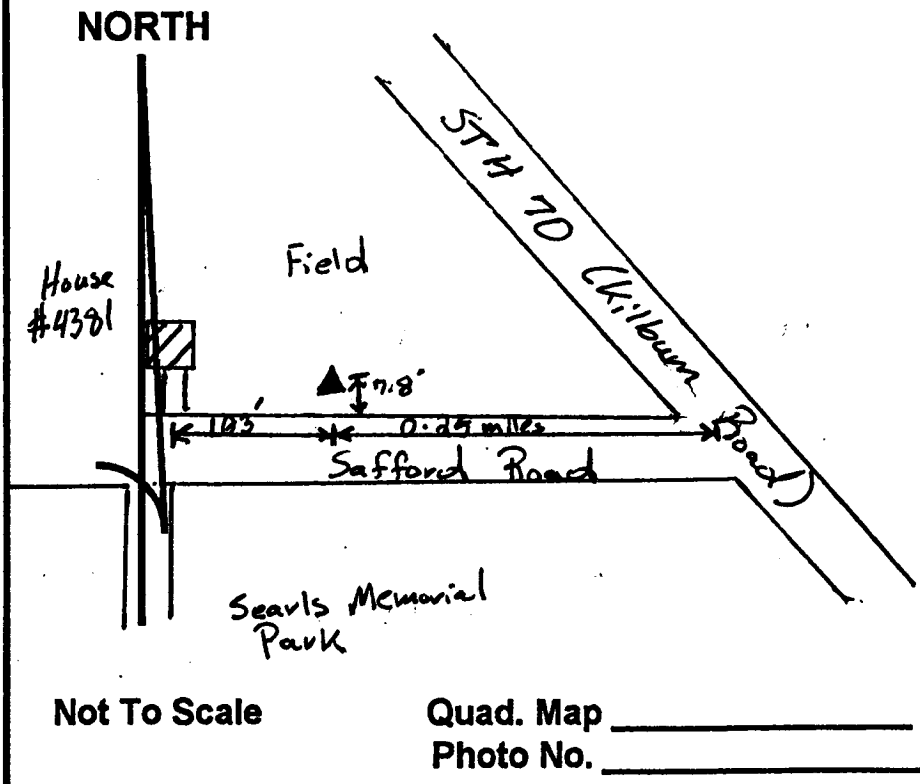 NORTH
STH 70 (Kilburn Road)
Field
House
#4381
7.8'
193'
0.25 miles
Safford Road
Searls Memorial
Park
Not To Scale
Quad. Map
Photo No.